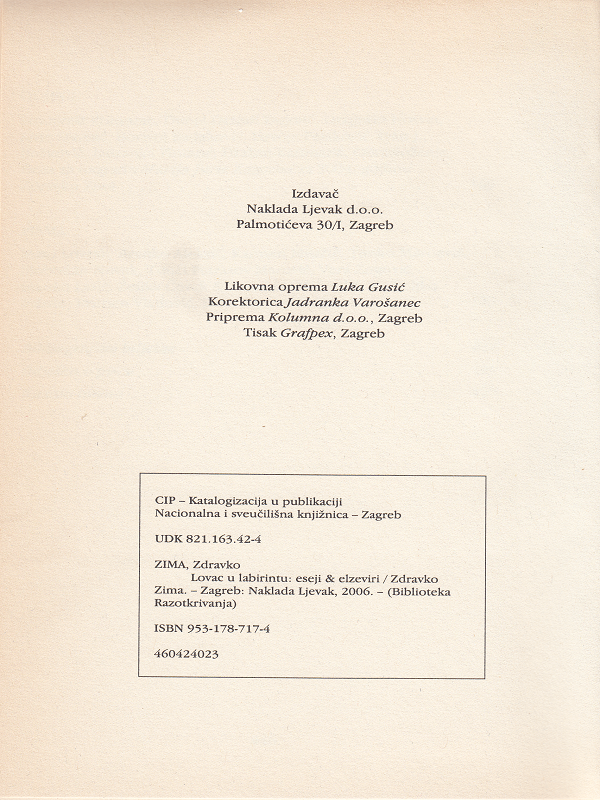 Izdavač
Naklada Ljevak d.o.o.
Palmotićeva 30/I, Zagreb
Likovna oprema Luka Gusić
Korektorica Jadranka Varošanec
Priprema Kolumna d.o.o., Zagreb
Tisak Grafpex, Zagreb
CIP – Katalogizacija u publikaciji
Nacionalna i sveučilišna knjižnica – Zagreb
UDK 821.163.42-4
ZIMA, Zdravko
Lovac u labirintu: eseji & elzeviri / Zdravko
Zima. – Zagreb: Naklada Ljevak, 2006. – (Biblioteka
Razotkrivanja)
ISBN 953-178-717-4
460424023